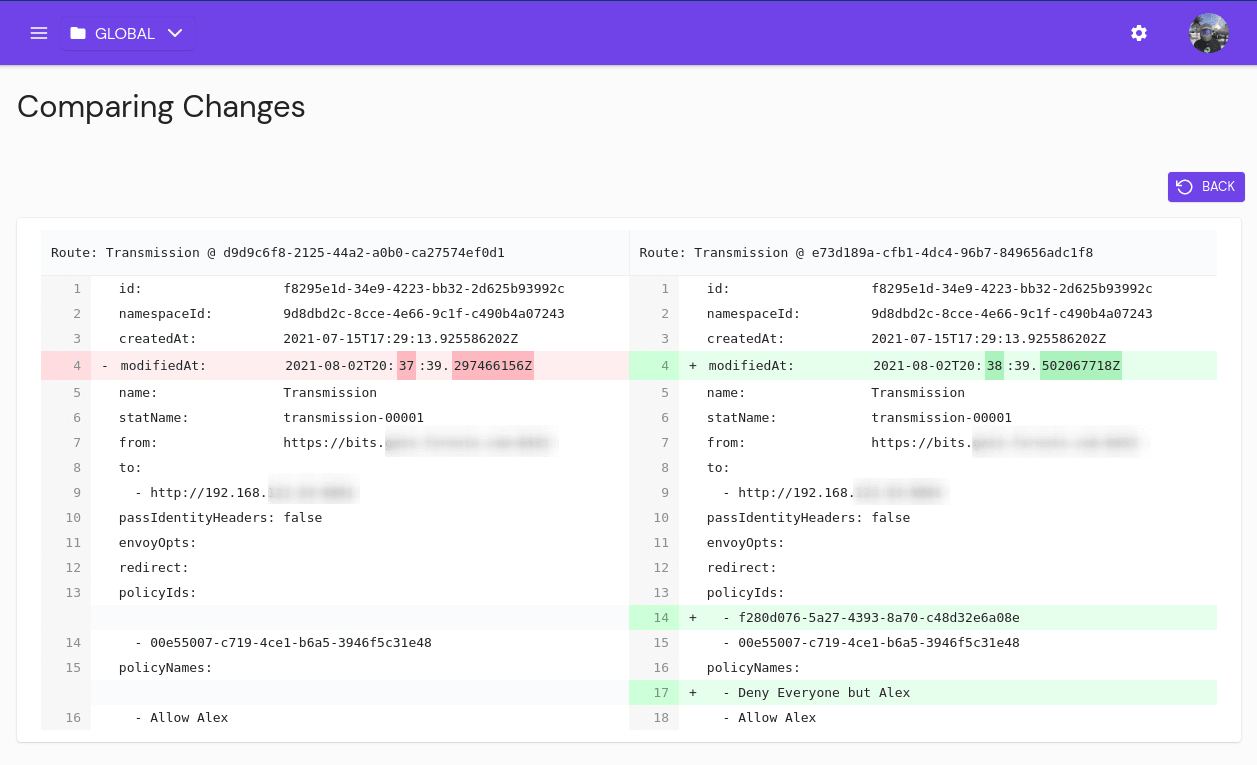 GLOBAL
Comparing Changes
BACK
Route: Transmission @ d9d9c6f8-2125-44a2-a0b0-ca27574ef0d1
1 id: f8295e1d-34e9-4223-bb32-2d625b93992c
2 namespaceId: 9d8dbd2c-8cce-4e66-9c1f-c490b4a07243
3 createdAt: 2021-07-15T17:29:13.925586202Z
4 - modifiedAt: 2021-08-02T20:37:39.297466156Z
5 name: Transmission
6 statName: transmission-00001
7 from: https://bits.
8 to:
9 - http://192.168.
10 passIdentityHeaders: false
11 envoyOpts:
12 redirect:
13 policyIds:
14 - 00e55007-c719-4ce1-b6a5-3946f5c31e48
15 policyNames:
16 - Allow Alex
Route: Transmission @ e73d189a-cfb1-4dc4-96b7-849656adc1f8
1 id: f8295e1d-34e9-4223-bb32-2d625b93992c
2 namespaceId: 9d8dbd2c-8cce-4e66-9c1f-c490b4a07243
3 createdAt: 2021-07-15T17:29:13.925586202Z
4 + modifiedAt: 2021-08-02T20:38:39.502067718Z
5 name: Transmission
6 statName: transmission-00001
7 from: https://bits.
8 to:
9 - http://192.168.
10 passIdentityHeaders: false
11 envoyOpts:
12 redirect:
13 policyIds:
14 + - f280d076-5a27-4393-8a70-c48d32e6a08e
15 - 00e55007-c719-4ce1-b6a5-3946f5c31e48
16 policyNames:
17 + - Deny Everyone but Alex
18 - Allow Alex